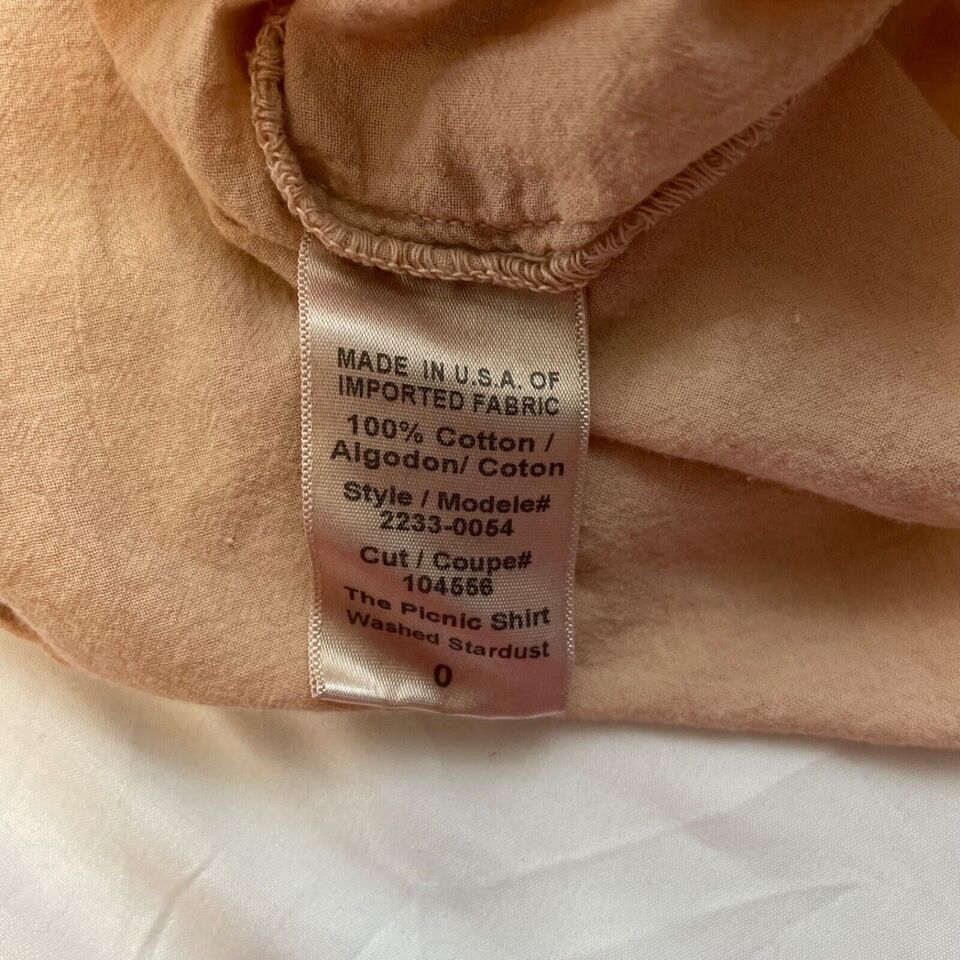 MADE IN U.S.A. OF
IMPORTED FABRIC
100% Cotton /
Algodon/ Coton
Style / Modele#
2233-0054
Cut / Coupe#
104556
The Picnic Shirt
Washed Stardust
0